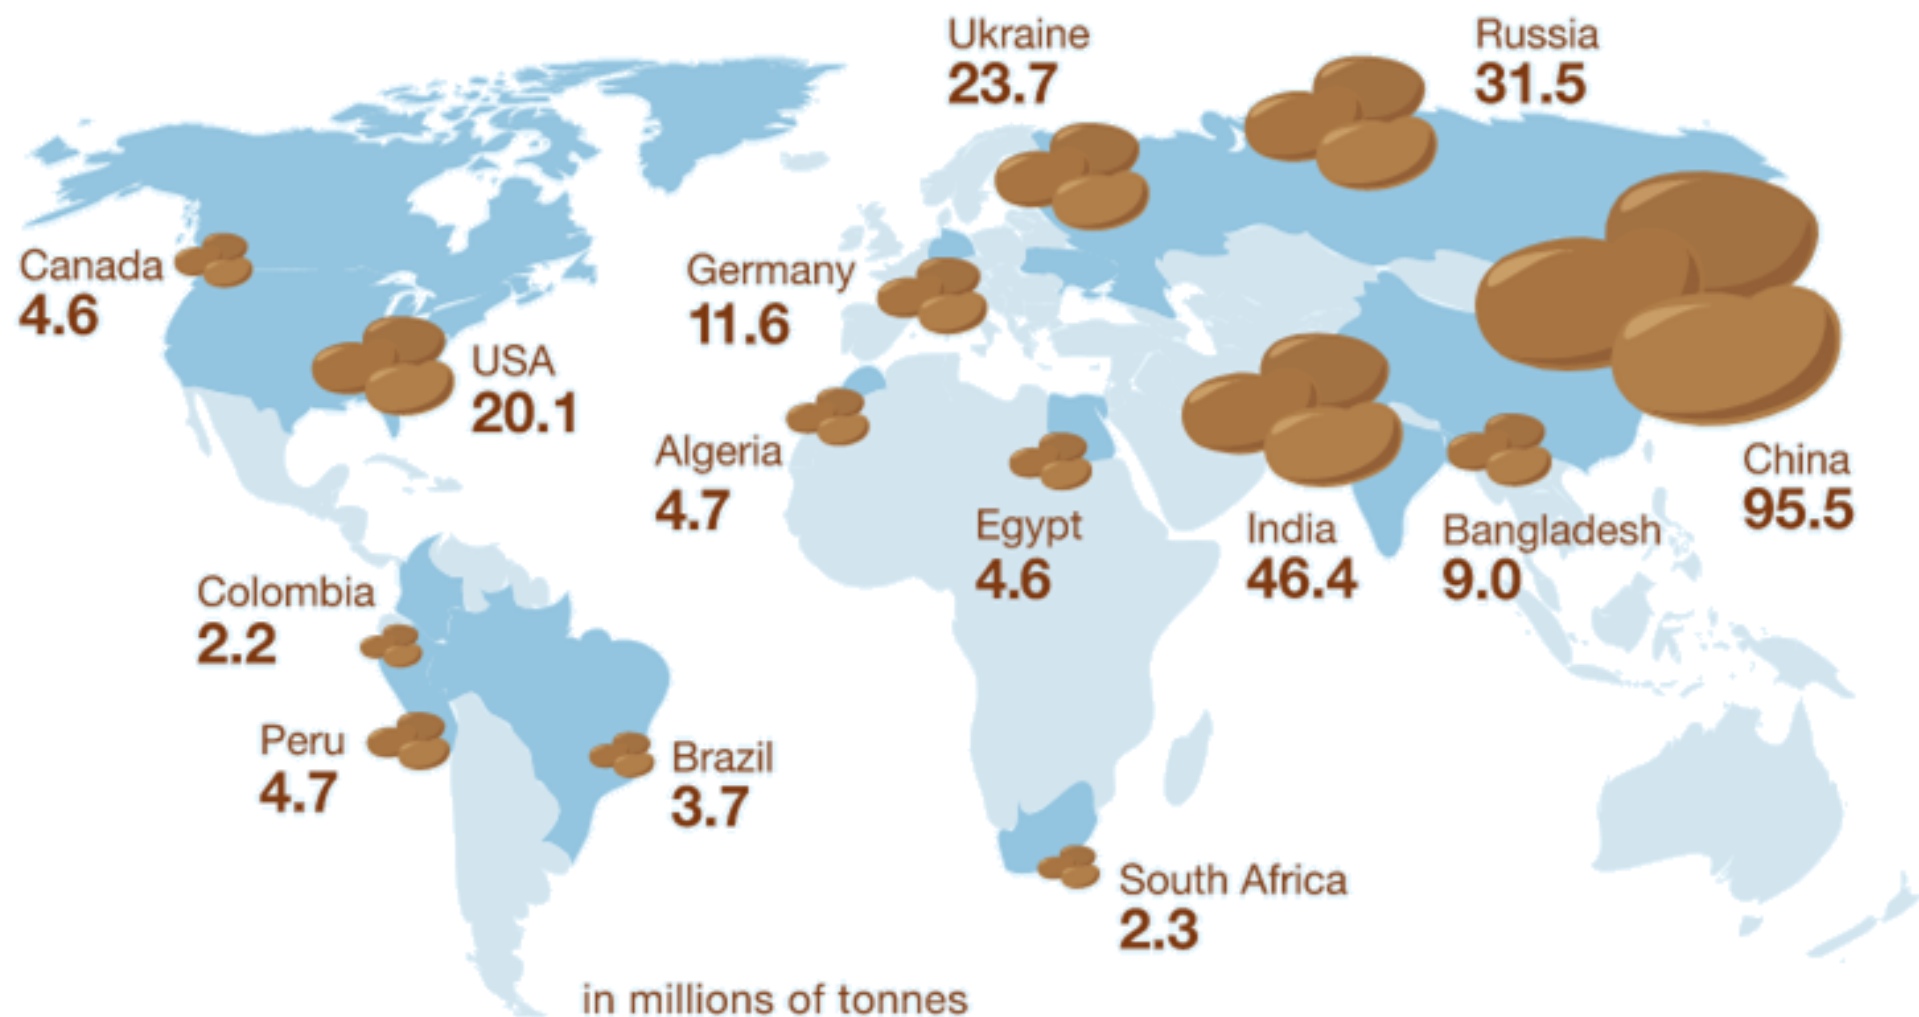 Ukraine
23.7
Russia
31.5
Canada
4.6
Germany
11.6
USA
20.1
Algeria
4.7
Egypt
4.6
India
46.4
Bangladesh
9.0
China
95.5
Colombia
2.2
Peru
4.7
Brazil
3.7
South Africa
2.3
in millions of tonnes